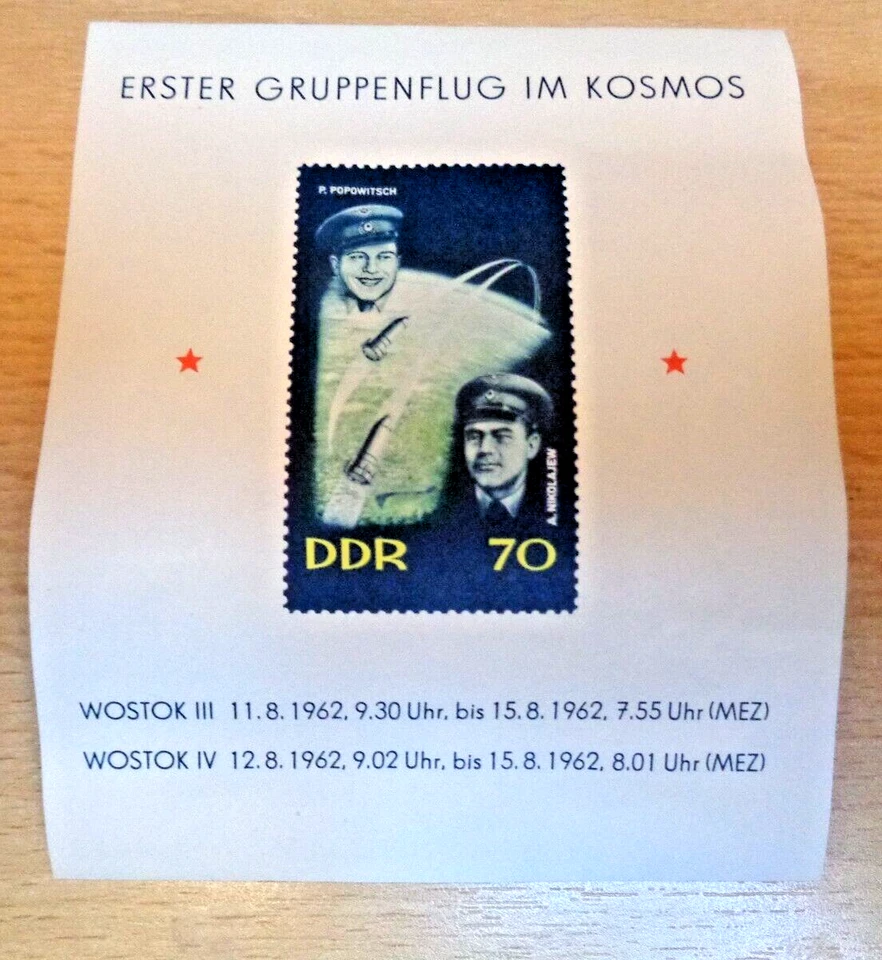 ERSTER GRUPPENFLUG IM KOSMOS
P. POPOWITSCH
A. NIKOLAJEW
DDR 70
WOSTOK III 11.8.1962, 9.30 Uhr, bis 15.8.1962, 7.55 Uhr (MEZ)
WOSTOK IV 12.8.1962, 9.02 Uhr, bis 15.8.1962, 8.01 Uhr (MEZ)